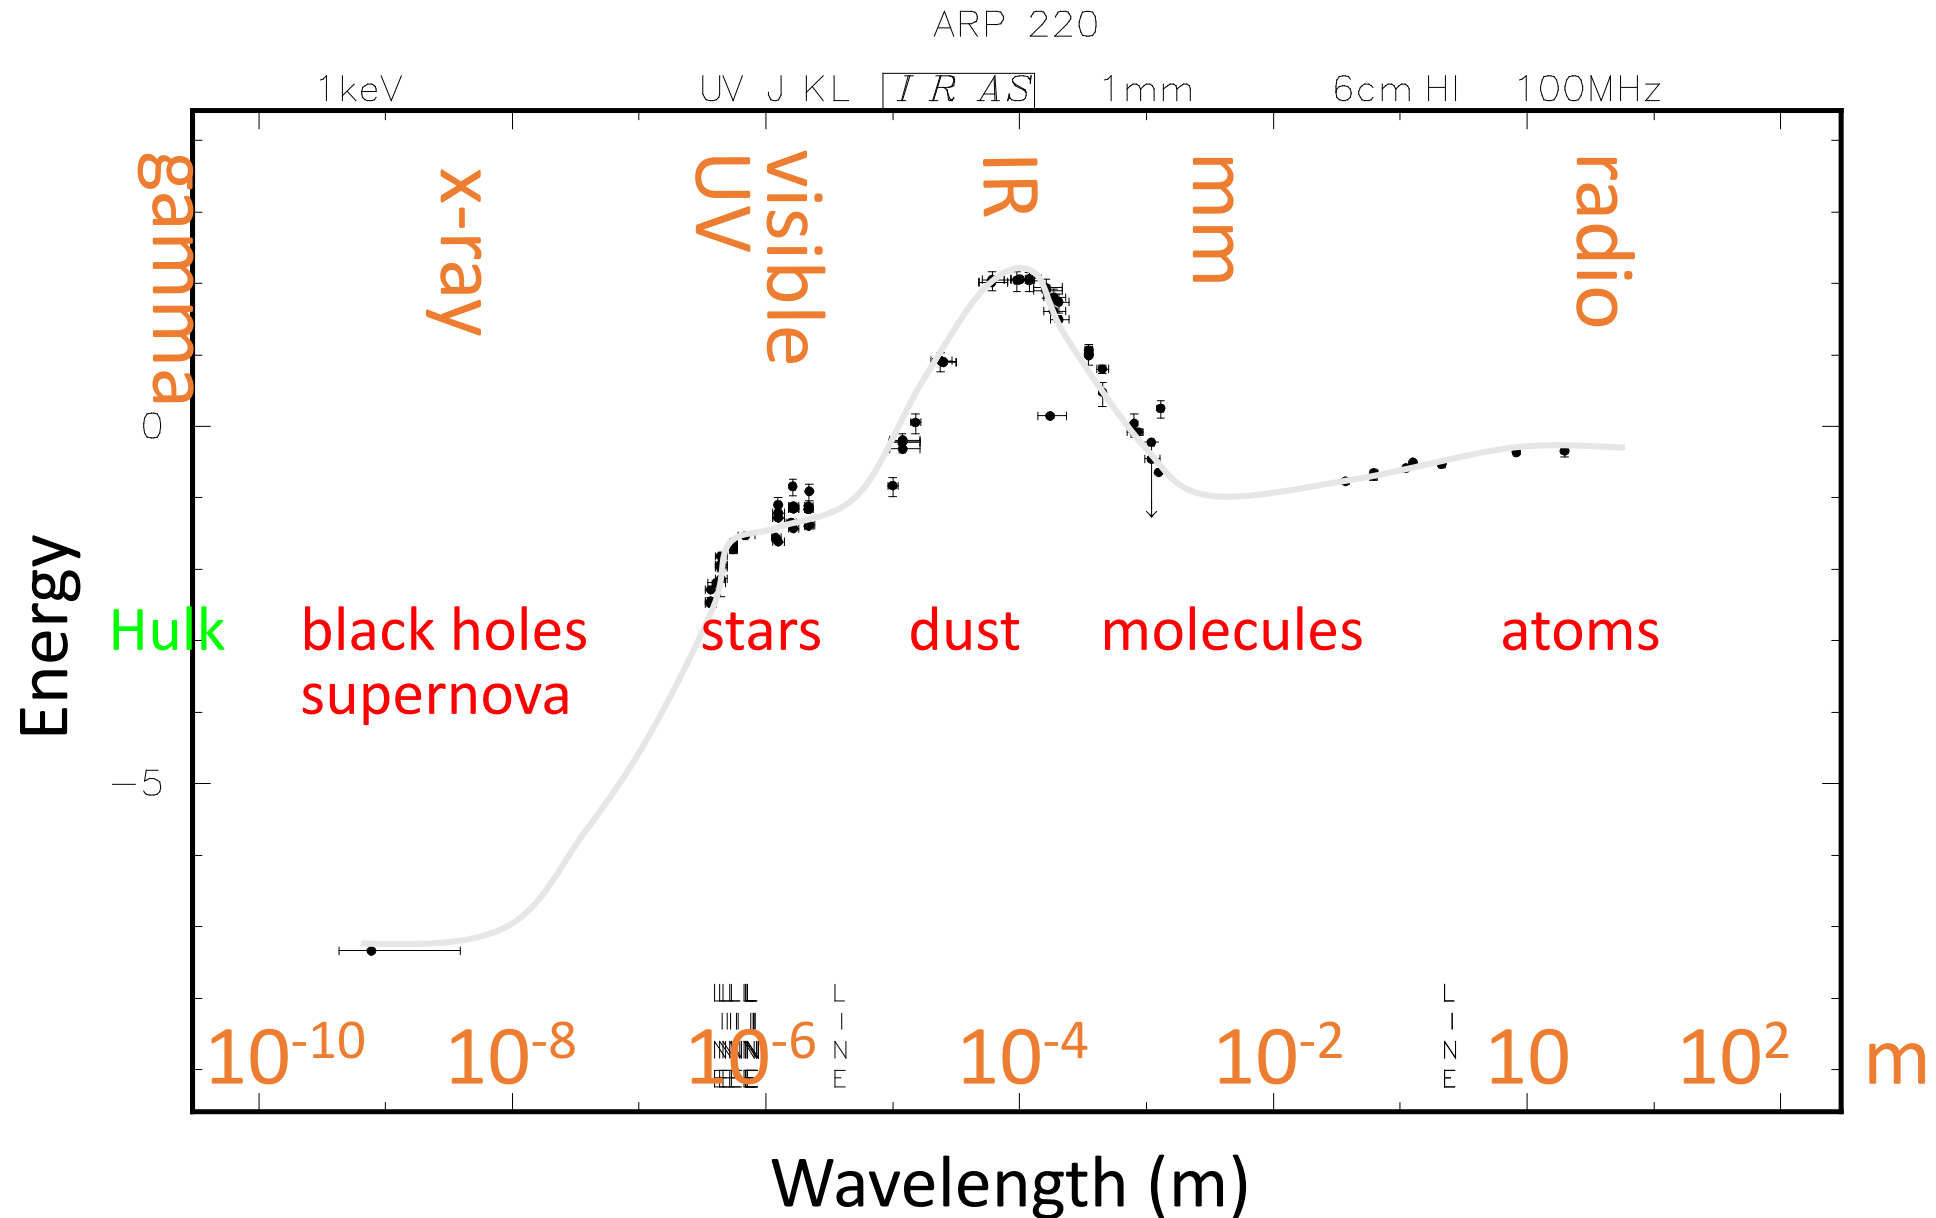 ARP 220
1keV UV J KL IRAS 1mm 6cm HI 100MHz
gamma
x-ray
UV
visible
IR
mm
radio
0
-5
Energy
Hulk
black holes
supernova
stars
dust
molecules
atoms
LINE
LINE
10⁻¹⁰ 10⁻⁸ 10⁻⁶ 10⁻⁴ 10⁻² 10 10² m
Wavelength (m)